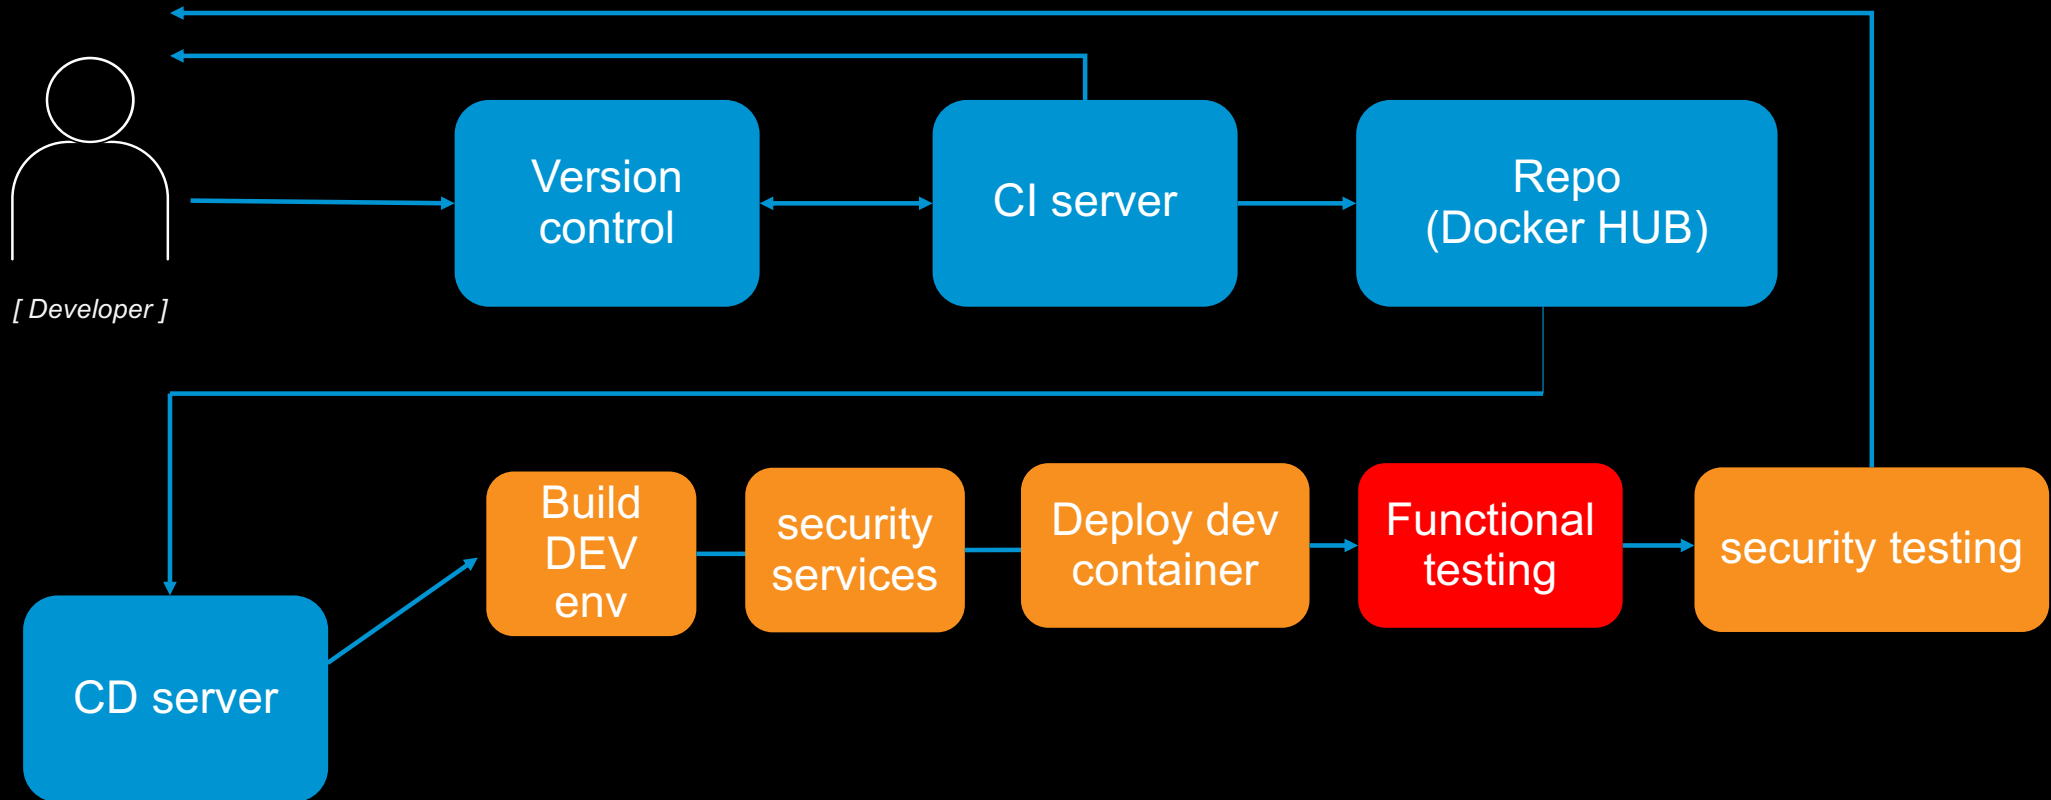 Version
control
CI server
Repo
(Docker HUB)
[ Developer ]
Build
DEV
env
security
services
Deploy dev
container
Functional
testing
security testing
CD server